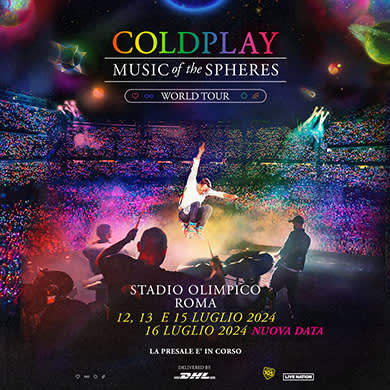 COLDPLAY
MUSIC of the SPHERES
WORLD TOUR
STADIO OLIMPICO
ROMA
12, 13 E 15 LUGLIO 2024
16 LUGLIO 2024 NUOVA DATA
LA PRESALE E' IN CORSO
DELIVERED BY
DHL
LIVE NATION